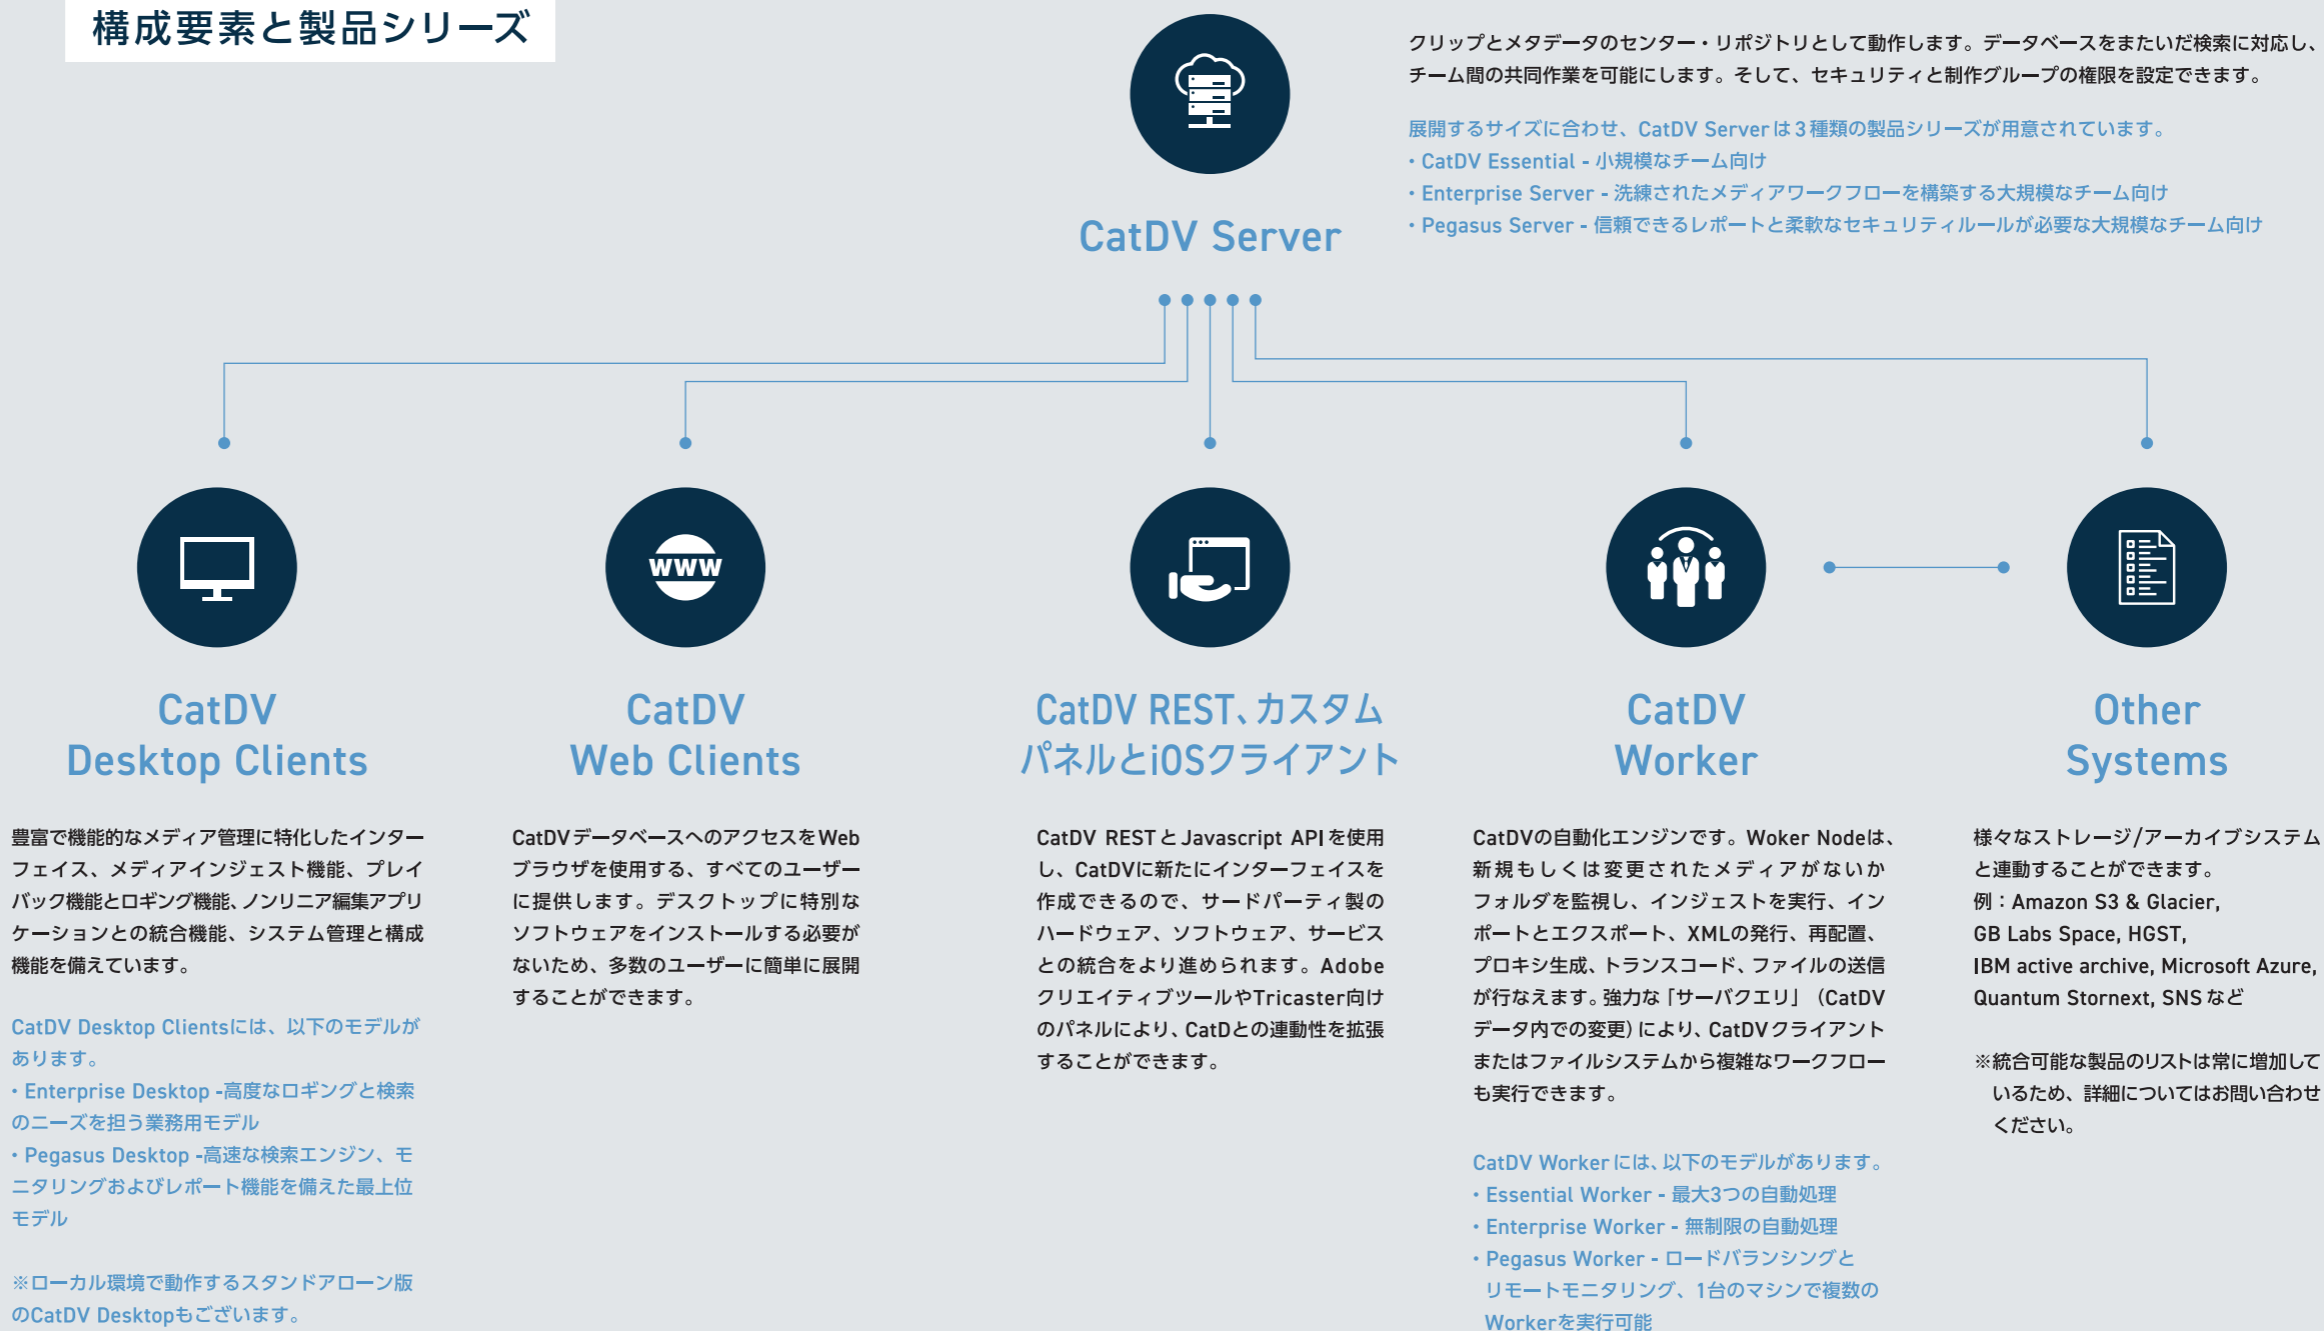 構成要素と製品シリーズ
クリップとメタデータのセンター・リポジトリとして動作します。データベースをまたいだ検索に対応し、
チーム間の共同作業を可能にします。そして、セキュリティと制作グループの権限を設定できます。
展開するサイズに合わせ、CatDV Serverは3種類の製品シリーズが用意されています。
・CatDV Essential - 小規模なチーム向け
・Enterprise Server - 洗練されたメディアワークフローを構築する大規模なチーム向け
・Pegasus Server - 信頼できるレポートと柔軟なセキュリティルールが必要な大規模なチーム向け
CatDV Server
WWW
CatDV
Desktop Clients
豊富で機能的なメディア管理に特化したインター
フェイス、メディアインジェスト機能、プレイ
バック機能とロギング機能、ノンリニア編集アプリ
ケーションとの統合機能、システム管理と構成
機能を備えています。
CatDV Desktop Clientsには、以下のモデルが
あります。
・Enterprise Desktop -高度なロギングと検索
のニーズを担う業務用モデル
・Pegasus Desktop -高速な検索エンジン、モ
ニタリングおよびレポート機能を備えた最上位
モデル
※ローカル環境で動作するスタンドアローン版
のCatDV Desktopもございます。
CatDV
Web Clients
CatDVデータベースへのアクセスをWeb
ブラウザを使用する、すべてのユーザー
に提供します。デスクトップに特別な
ソフトウェアをインストールする必要が
ないため、多数のユーザーに簡単に展開
することができます。
CatDV REST、カスタム
パネルとiOSクライアント
CatDV RESTとJavascript APIを使用
し、CatDVに新たにインターフェイスを
作成できるので、サードパーティ製の
ハードウェア、ソフトウェア、サービス
との統合をより進められます。Adobe
クリエイティブツールやTricaster向け
のパネルにより、CatDとの連動性を拡張
することができます。
CatDV
Worker
CatDVの自動化エンジンです。Woker Nodeは、
新規もしくは変更されたメディアがないか
フォルダを監視し、インジェストを実行、イン
ポートとエクスポート、XMLの発行、再配置、
プロキシ生成、トランスコード、ファイルの送信
が行なえます。強力な「サーバクエリ」（CatDV
データ内での変更）により、CatDVクライアント
またはファイルシステムから複雑なワークフロー
も実行できます。
CatDV Workerには、以下のモデルがあります。
・Essential Worker - 最大3つの自動処理
・Enterprise Worker - 無制限の自動処理
・Pegasus Worker - ロードバランシングと
リモートモニタリング、1台のマシンで複数の
Workerを実行可能
Other
Systems
様々なストレージ/アーカイブシステム
と連動することができます。
例：Amazon S3 & Glacier,
GB Labs Space, HGST,
IBM active archive, Microsoft Azure,
Quantum Stornext, SNSなど
※統合可能な製品のリストは常に増加して
いるため、詳細についてはお問い合わせ
ください。